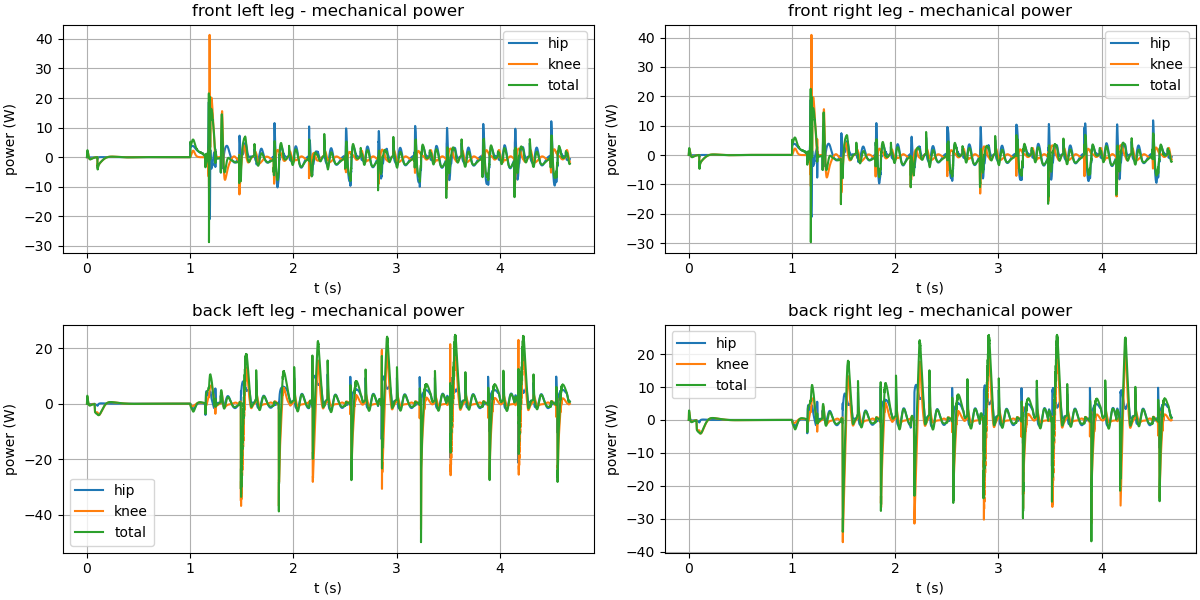 front left leg - mechanical power
power (W)
40
30
20
10
0
−10
−20
−30
0
1
2
3
4
t (s)
hip
knee
total
front right leg - mechanical power
power (W)
40
30
20
10
0
−10
−20
−30
0
1
2
3
4
t (s)
hip
knee
total
back left leg - mechanical power
power (W)
20
0
−20
−40
0
1
2
3
4
t (s)
hip
knee
total
back right leg - mechanical power
power (W)
20
10
0
−10
−20
−30
−40
0
1
2
3
4
t (s)
hip
knee
total